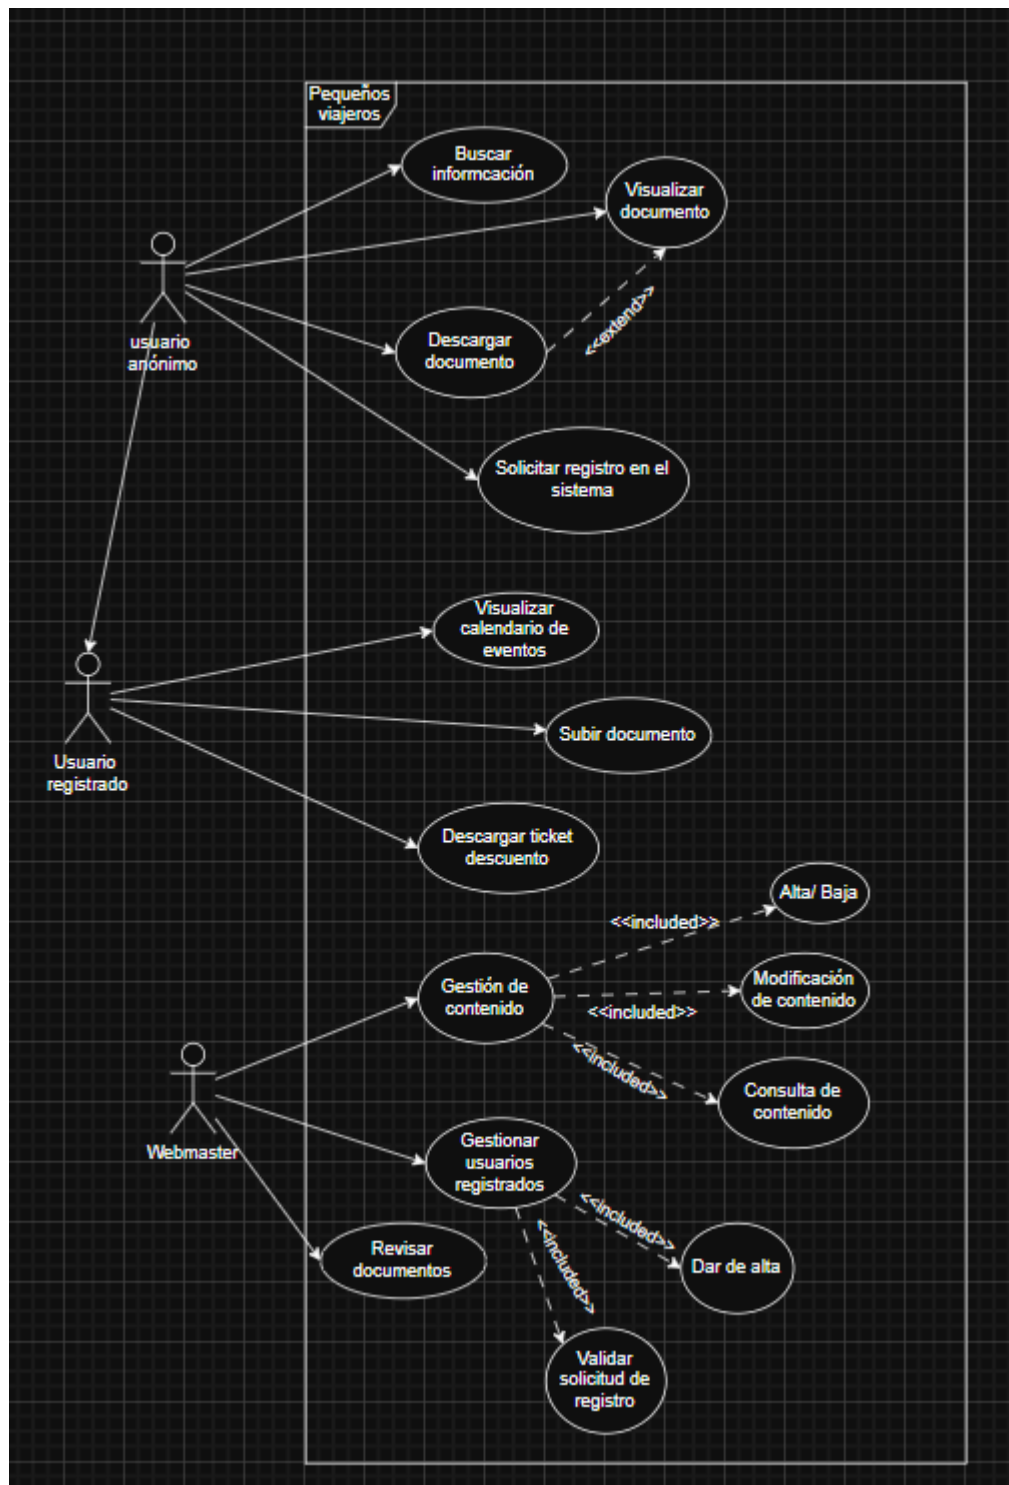 Pequeños
viajeros
Buscar
informcación
Visualizar
documento
<<extend>>
Descargar
documento
usuario
anónimo
Solicitar registro en el
sistema
Visualizar
calendario de
eventos
Subir documento
Usuario
registrado
Descargar ticket
descuento
Alta/ Baja
<<included>>
Gestión de
contenido
Modificación
de contenido
<<included>>
<<included>>
Consulta de
contenido
Webmaster
Gestionar
usuarios
registrados
<<included>>
Revisar
documentos
<<included>>
Dar de alta
Validar
solicitud de
registro